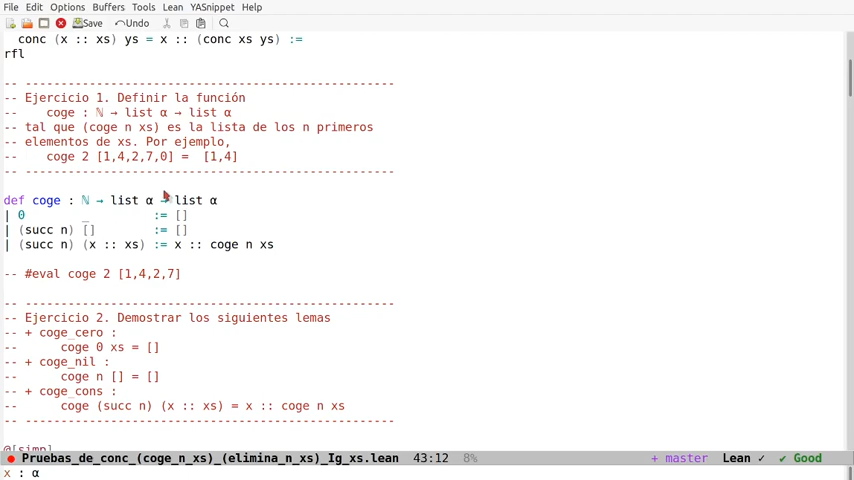 File Edit Options Buffers Tools Lean YASnippet Help
Save Undo
conc (x :: xs) ys = x :: (conc xs ys) :=
rfl
-- ----------------------------------------------------
-- Ejercicio 1. Definir la función
--    coge : ℕ → list α → list α
-- tal que (coge n xs) es la lista de los n primeros
-- elementos de xs. Por ejemplo,
--    coge 2 [1,4,2,7,0] =  [1,4]
-- ----------------------------------------------------
def coge : ℕ → list α → list α
| 0        _         := []
| (succ n) []        := []
| (succ n) (x :: xs) := x :: coge n xs
-- #eval coge 2 [1,4,2,7]
-- ----------------------------------------------------
-- Ejercicio 2. Demostrar los siguientes lemas
-- + coge_cero :
--      coge 0 xs = []
-- + coge_nil :
--      coge n [] = []
-- + coge_cons :
--      coge (succ n) (x :: xs) = x :: coge n xs
-- ----------------------------------------------------
@[simp]
Pruebas_de_conc_(coge_n_xs)_(elimina_n_xs)_Ig_xs.lean 43:12 8% + master Lean ✓ ✔ Good
x : α